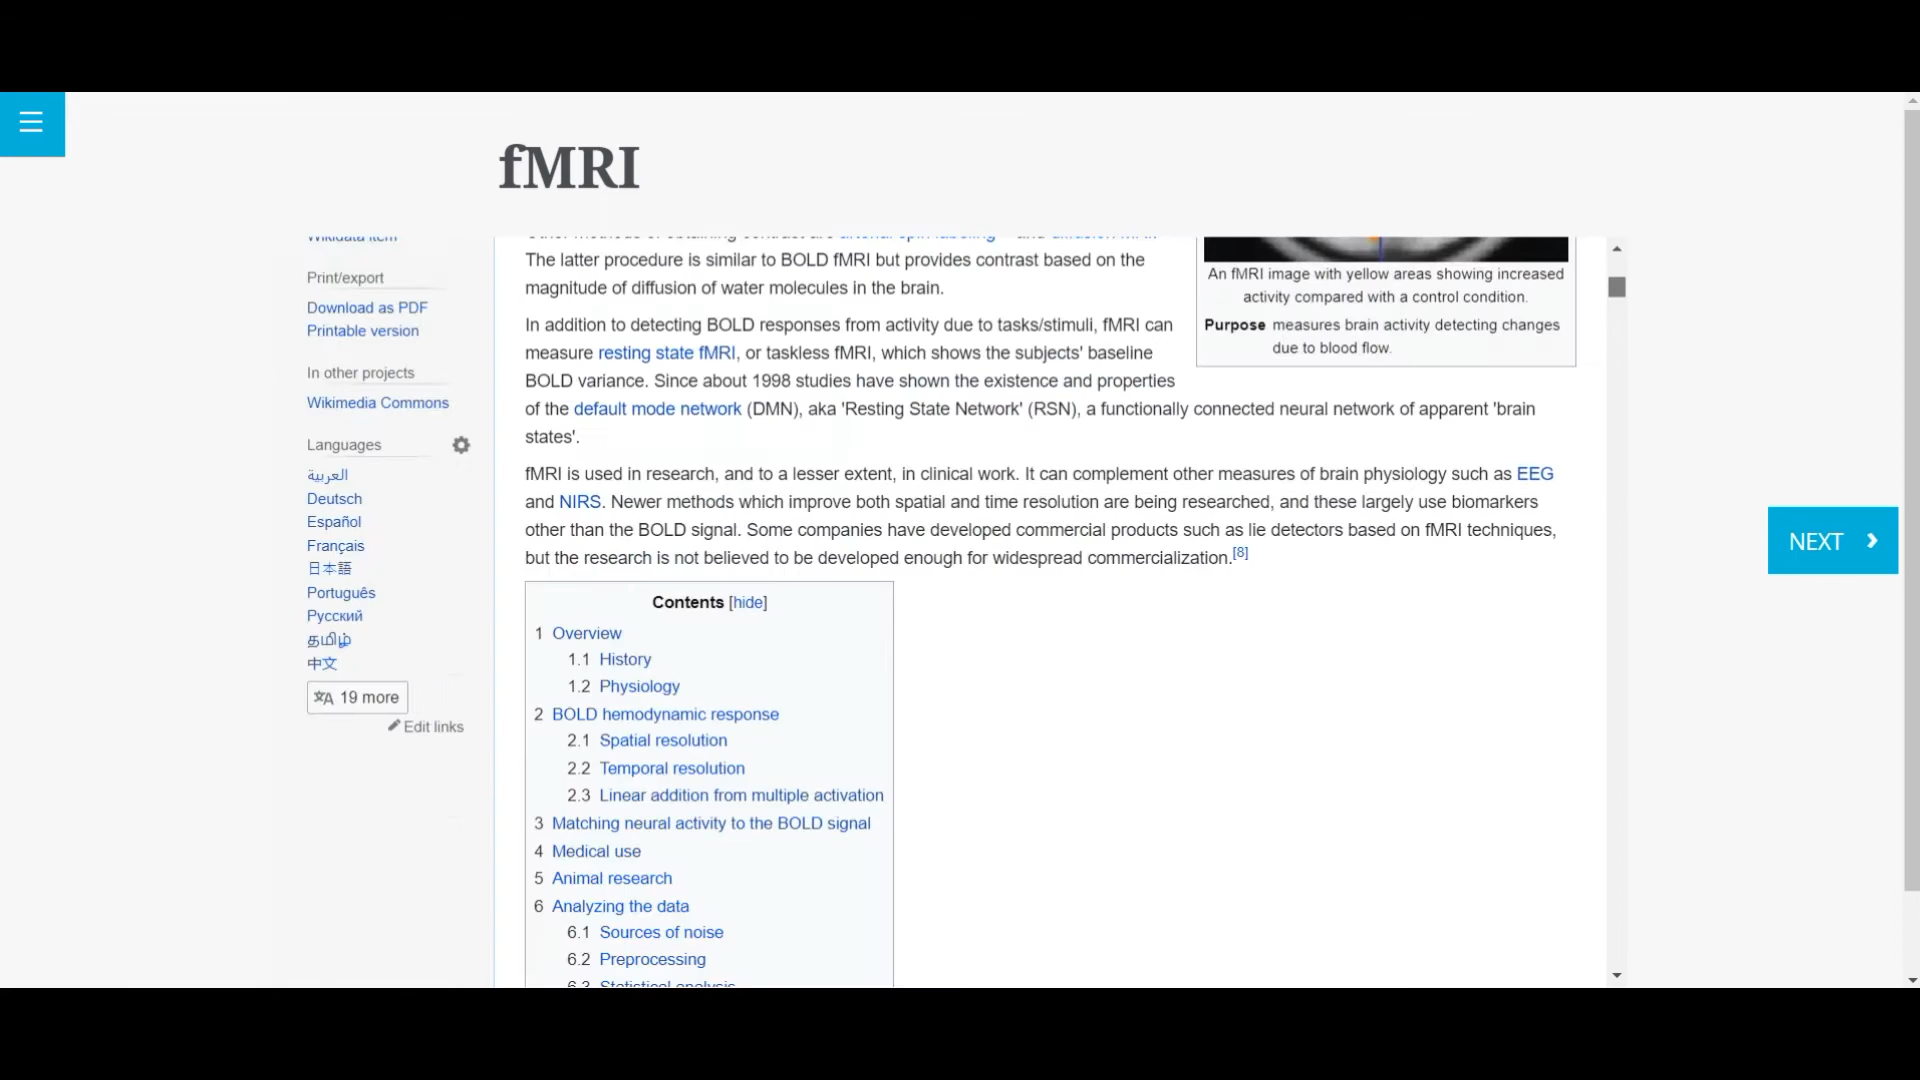 fMRI
Wikidata item
Print/export
Download as PDF
Printable version
In other projects
Wikimedia Commons
Languages
العربية
Deutsch
Español
Français
日本語
Português
Русский
தமிழ்
中文
19 more
Edit links
The latter procedure is similar to BOLD fMRI but provides contrast based on the
magnitude of diffusion of water molecules in the brain.
In addition to detecting BOLD responses from activity due to tasks/stimuli, fMRI can
measure resting state fMRI, or taskless fMRI, which shows the subjects' baseline
BOLD variance. Since about 1998 studies have shown the existence and properties
of the default mode network (DMN), aka 'Resting State Network' (RSN), a functionally connected neural network of apparent 'brain
states'.
fMRI is used in research, and to a lesser extent, in clinical work. It can complement other measures of brain physiology such as EEG
and NIRS. Newer methods which improve both spatial and time resolution are being researched, and these largely use biomarkers
other than the BOLD signal. Some companies have developed commercial products such as lie detectors based on fMRI techniques,
but the research is not believed to be developed enough for widespread commercialization.[8]
An fMRI image with yellow areas showing increased
activity compared with a control condition.
Purpose measures brain activity detecting changes
due to blood flow.
Contents [hide]
1 Overview
1.1 History
1.2 Physiology
2 BOLD hemodynamic response
2.1 Spatial resolution
2.2 Temporal resolution
2.3 Linear addition from multiple activation
3 Matching neural activity to the BOLD signal
4 Medical use
5 Animal research
6 Analyzing the data
6.1 Sources of noise
6.2 Preprocessing
6.3 Statistical analysis
NEXT